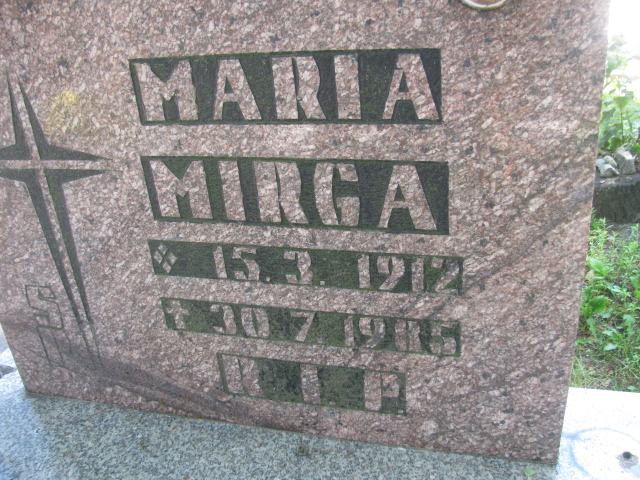 MARIA
MIRGA
15. 3. 1912
30. 7. 1985
R I P